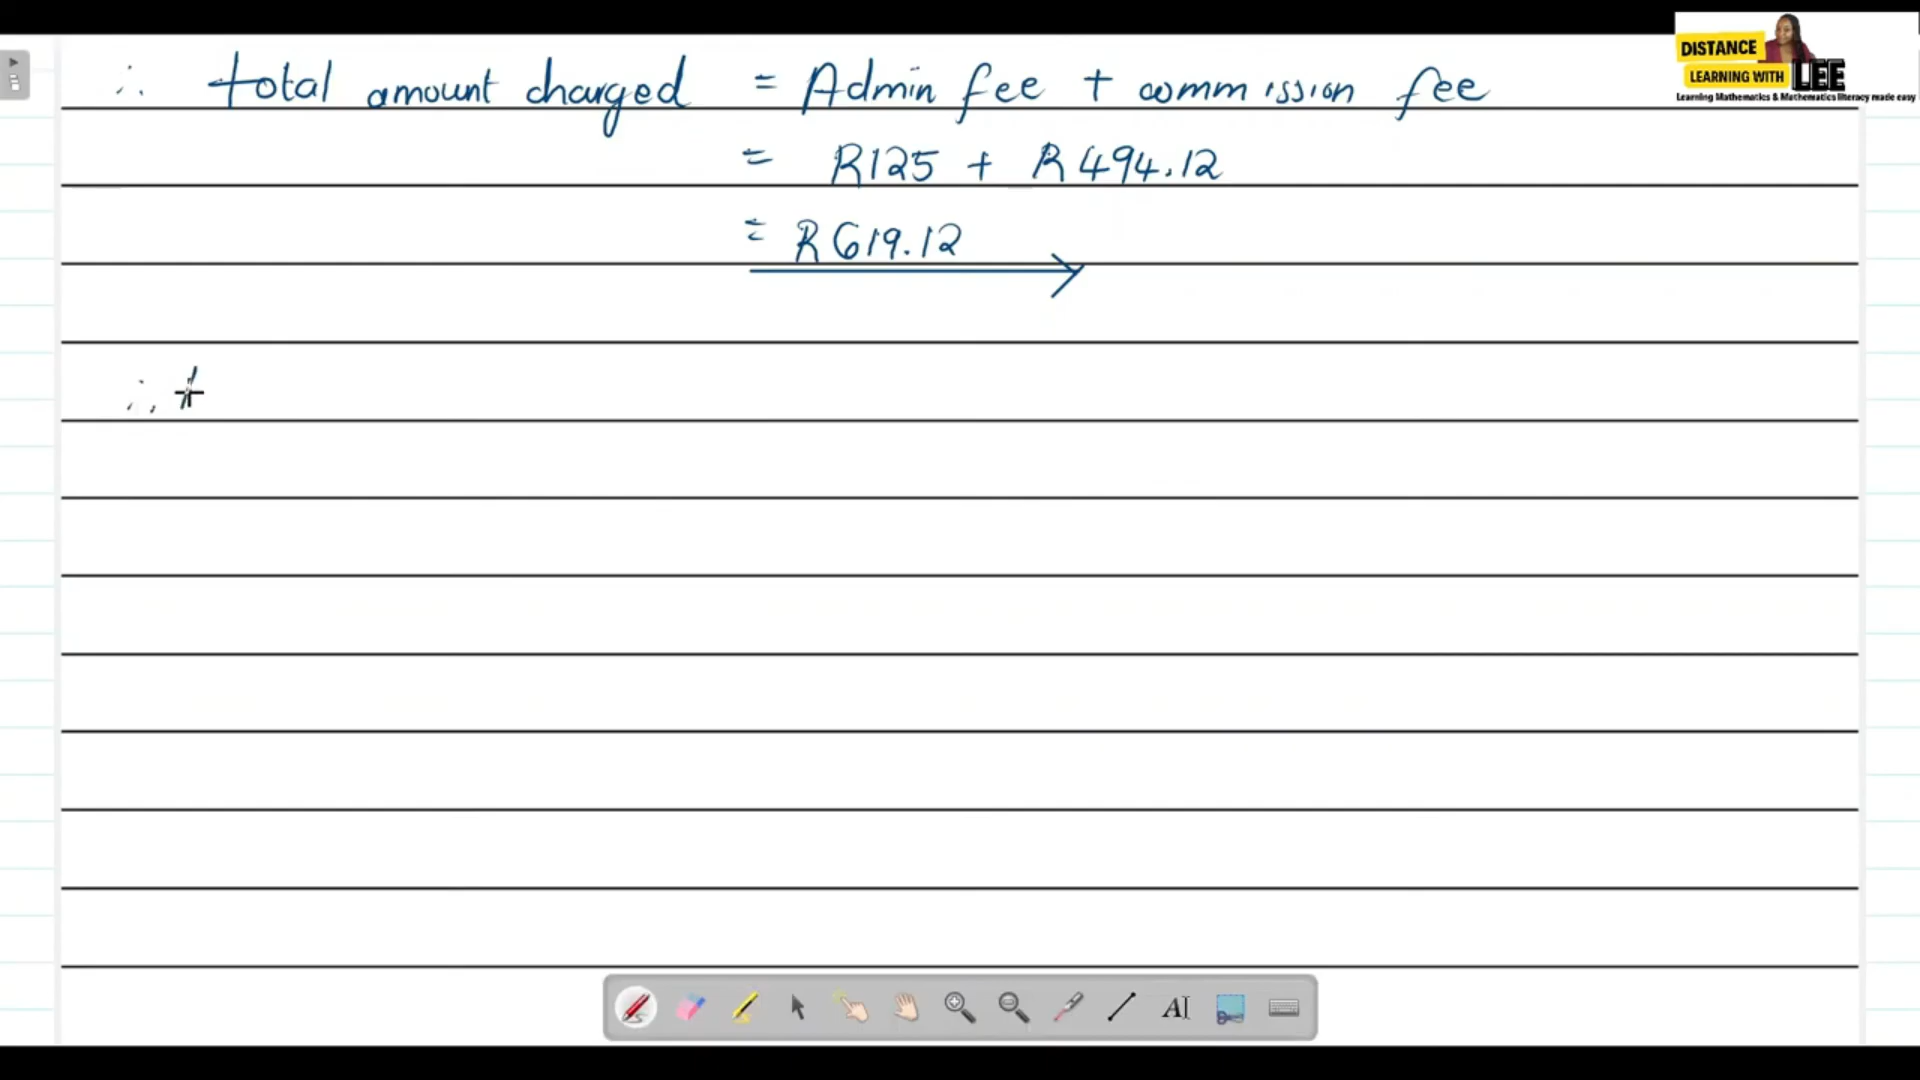 ∴ total amount charged = Admin fee + commission fee
= R125 + R494.12
= R619.12
∴
DISTANCE
LEARNING WITH LEE
Learning Mathematics & Mathematics literacy made easy
AI